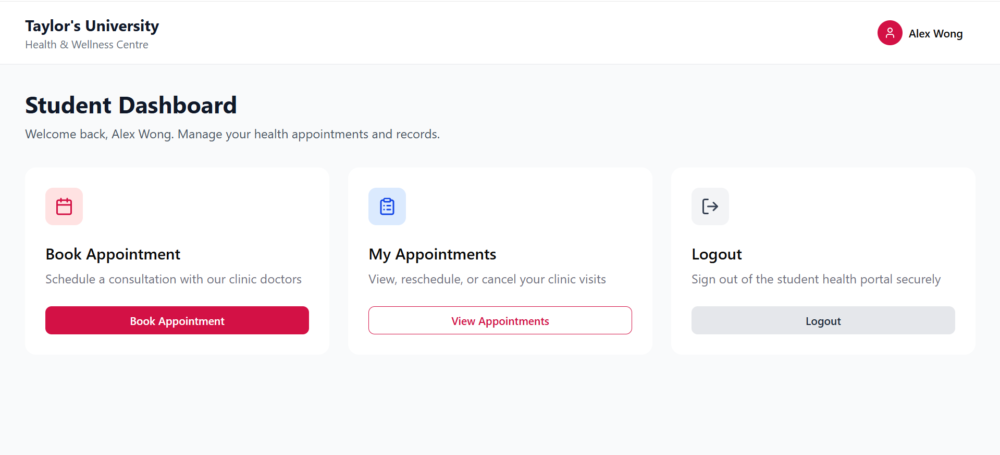 Taylor's University
Health & Wellness Centre
Alex Wong
Student Dashboard
Welcome back, Alex Wong. Manage your health appointments and records.
Book Appointment
Schedule a consultation with our clinic doctors
Book Appointment
My Appointments
View, reschedule, or cancel your clinic visits
View Appointments
Logout
Sign out of the student health portal securely
Logout